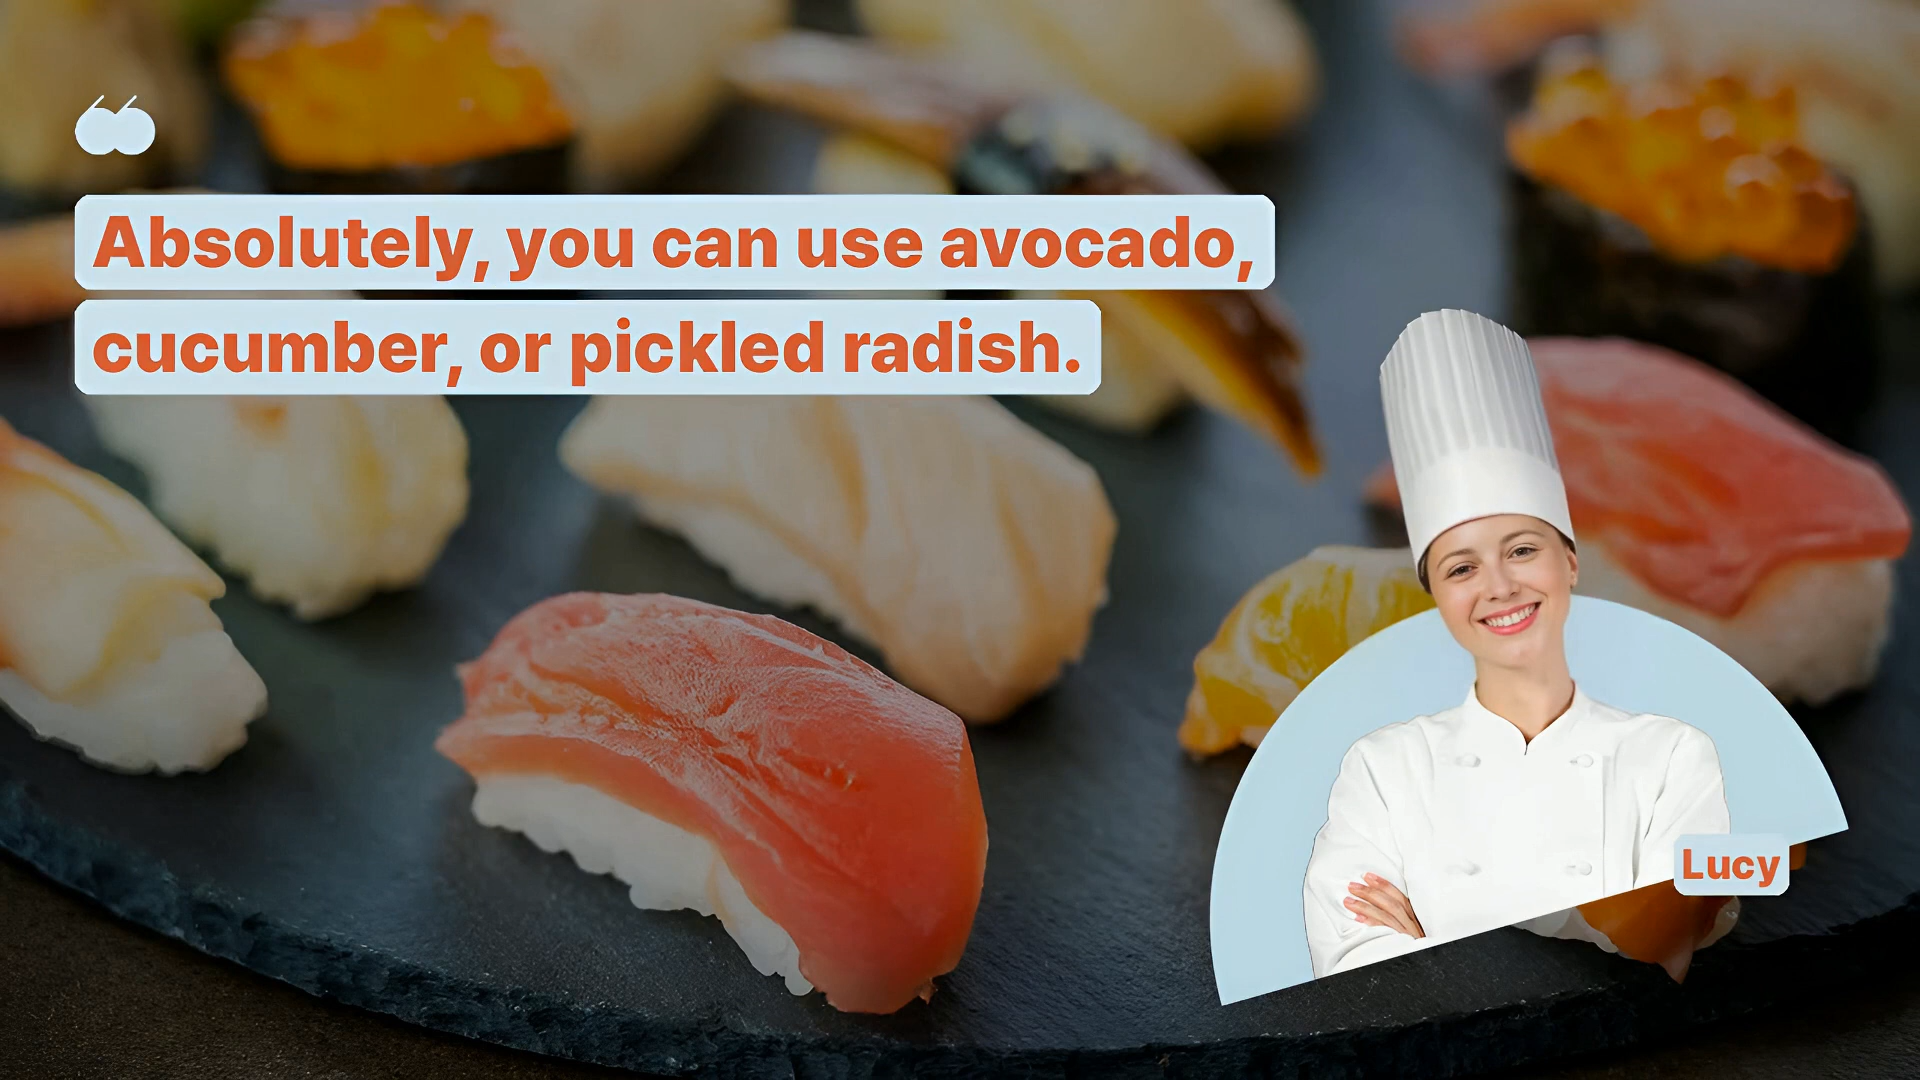 “
Absolutely, you can use avocado,
cucumber, or pickled radish.
Lucy